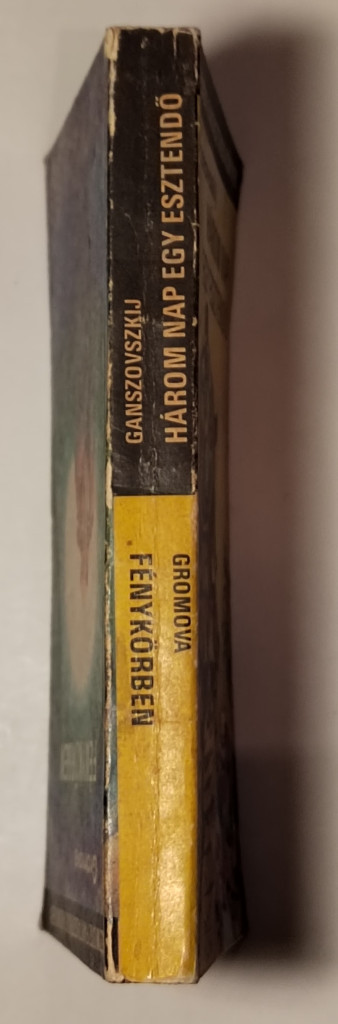 GANSZOVSZKIJ
HÁROM NAP EGY ESZTENDŐ
GROMOVA
FÉNYKÖRBEN